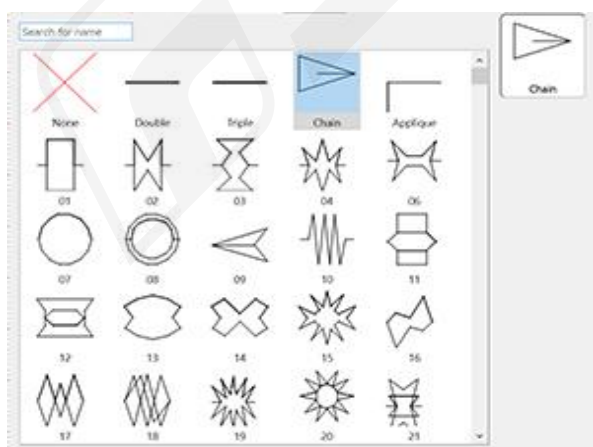 Search for name
None Double Triple Chain Applique
01 02 03 04 06
07 08 09 10 11
12 13 14 15 16
17 18 19 20 21
Chain